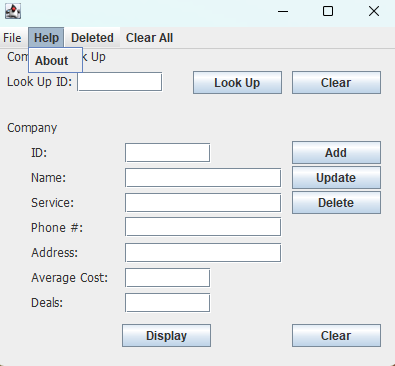 File Help Deleted Clear All
About
Com k Up
Look Up ID: Look Up Clear
Company
ID: Add
Name: Update
Service: Delete
Phone #:
Address:
Average Cost:
Deals:
Display Clear